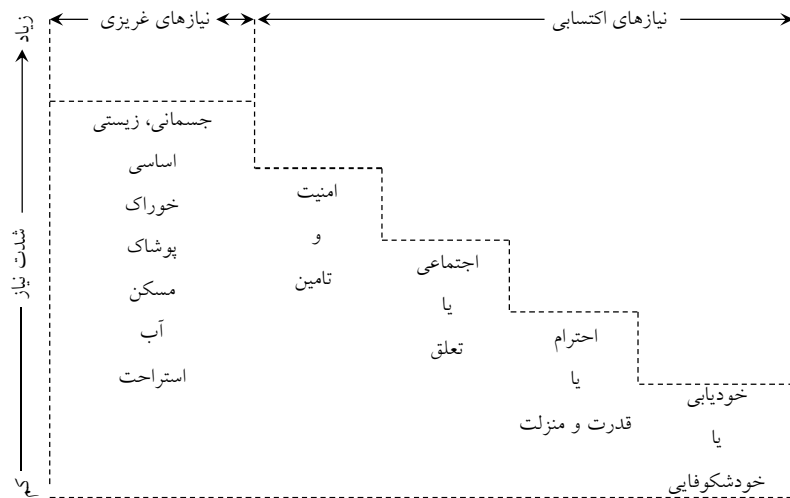 نیازهای غریزی
نیازهای اکتسابی
زیاد
شدت نیاز
کم
جسمانی، زیستی
اساسی
خوراک
پوشاک
مسکن
آب
استراحت
امنیت
و
تامین
اجتماعی
یا
تعلق
احترام
یا
قدرت و منزلت
خودیابی
یا
خودشکوفایی